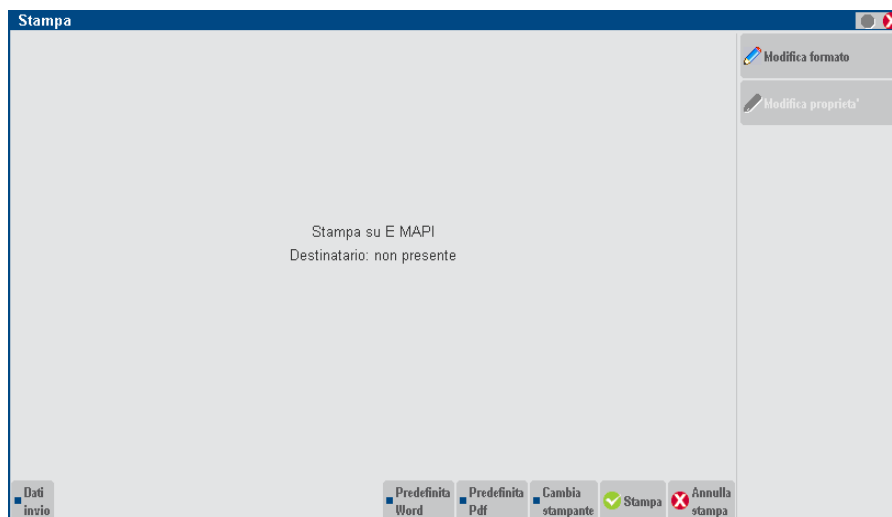 Stampa
Modifica formato
Modifica proprieta'
Stampa su E MAPI
Destinatario: non presente
Dati
invio
Predefinita
Word
Predefinita
Pdf
Cambia
stampante
Stampa
Annulla
stampa